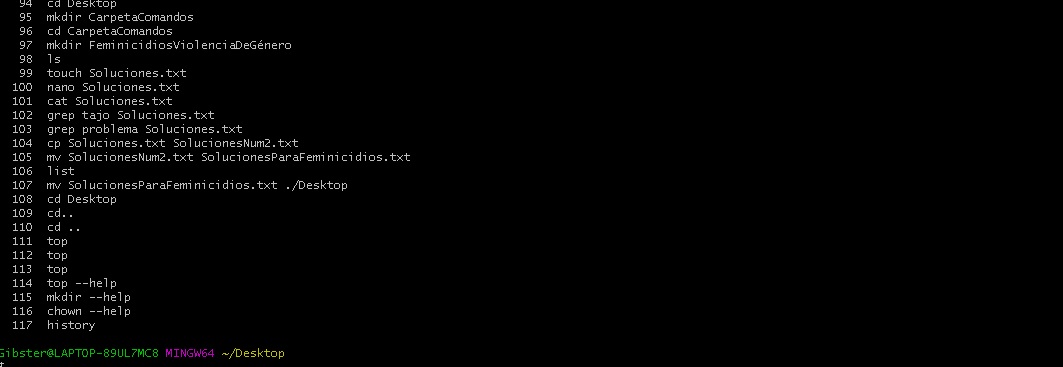 94 cd Desktop
95 mkdir CarpetaComandos
96 cd CarpetaComandos
97 mkdir FeminicidiosViolenciaDeGénero
98 ls
99 touch Soluciones.txt
100 nano Soluciones.txt
101 cat Soluciones.txt
102 grep tajo Soluciones.txt
103 grep problema Soluciones.txt
104 cp Soluciones.txt SolucionesNum2.txt
105 mv SolucionesNum2.txt SolucionesParaFeminicidios.txt
106 list
107 mv SolucionesParaFeminicidios.txt ./Desktop
108 cd Desktop
109 cd..
110 cd ..
111 top
112 top
113 top
114 top --help
115 mkdir --help
116 chown --help
117 history
Gibster@LAPTOP-89UL7MC8 MINGW64 ~/Desktop